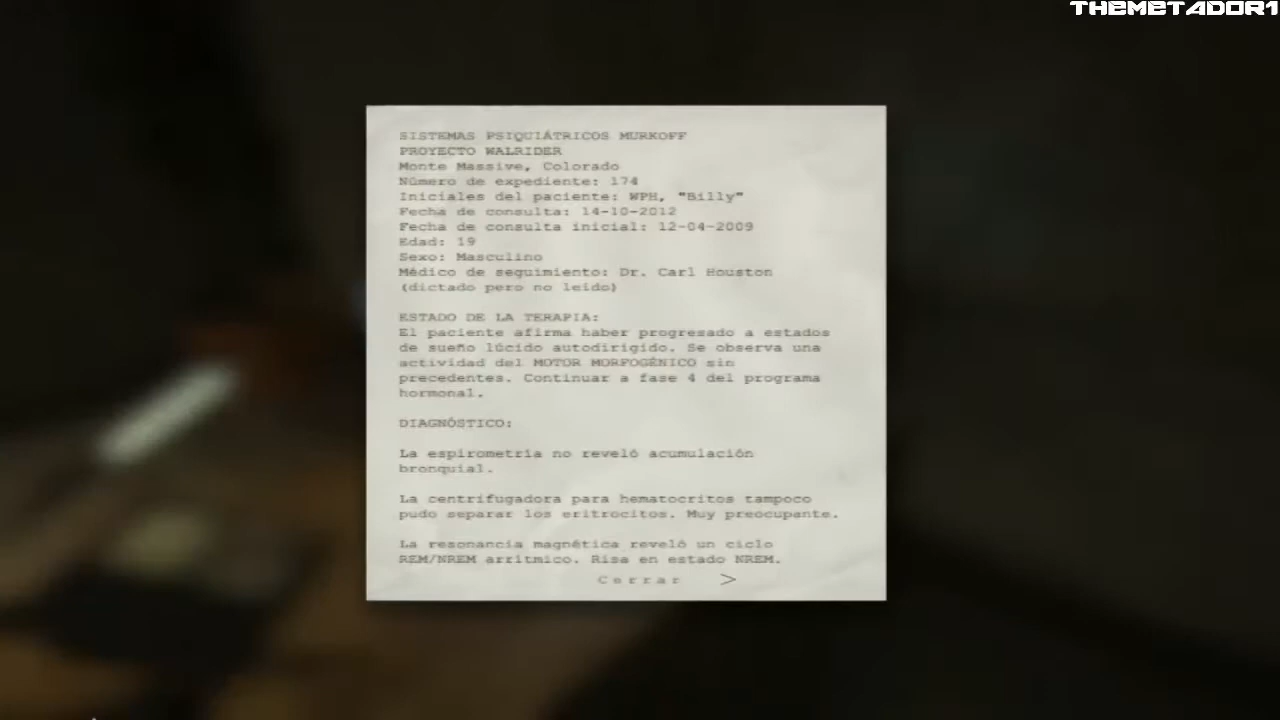 THEMETADOR1
SISTEMAS PSIQUIÁTRICOS MURKOFF
PROYECTO WALRIDER
Monte Massive, Colorado
Número de expediente: 174
Iniciales del paciente: WPH, "Billy"
Fecha de consulta: 14-10-2012
Fecha de consulta inicial: 12-04-2009
Edad: 19
Sexo: Masculino
Médico de seguimiento: Dr. Carl Houston
(dictado pero no leído)
ESTADO DE LA TERAPIA:
El paciente afirma haber progresado a estados
de sueño lúcido autodirigido. Se observa una
actividad del MOTOR MORFOGÉNICO sin
precedentes. Continuar a fase 4 del programa
hormonal.
DIAGNÓSTICO:
La espirometría no reveló acumulación
bronquial.
La centrifugadora para hematocritos tampoco
pudo separar los eritrocitos. Muy preocupante.
La resonancia magnética reveló un ciclo
REM/NREM arrítmico. Risa en estado NREM.
Cerrar >